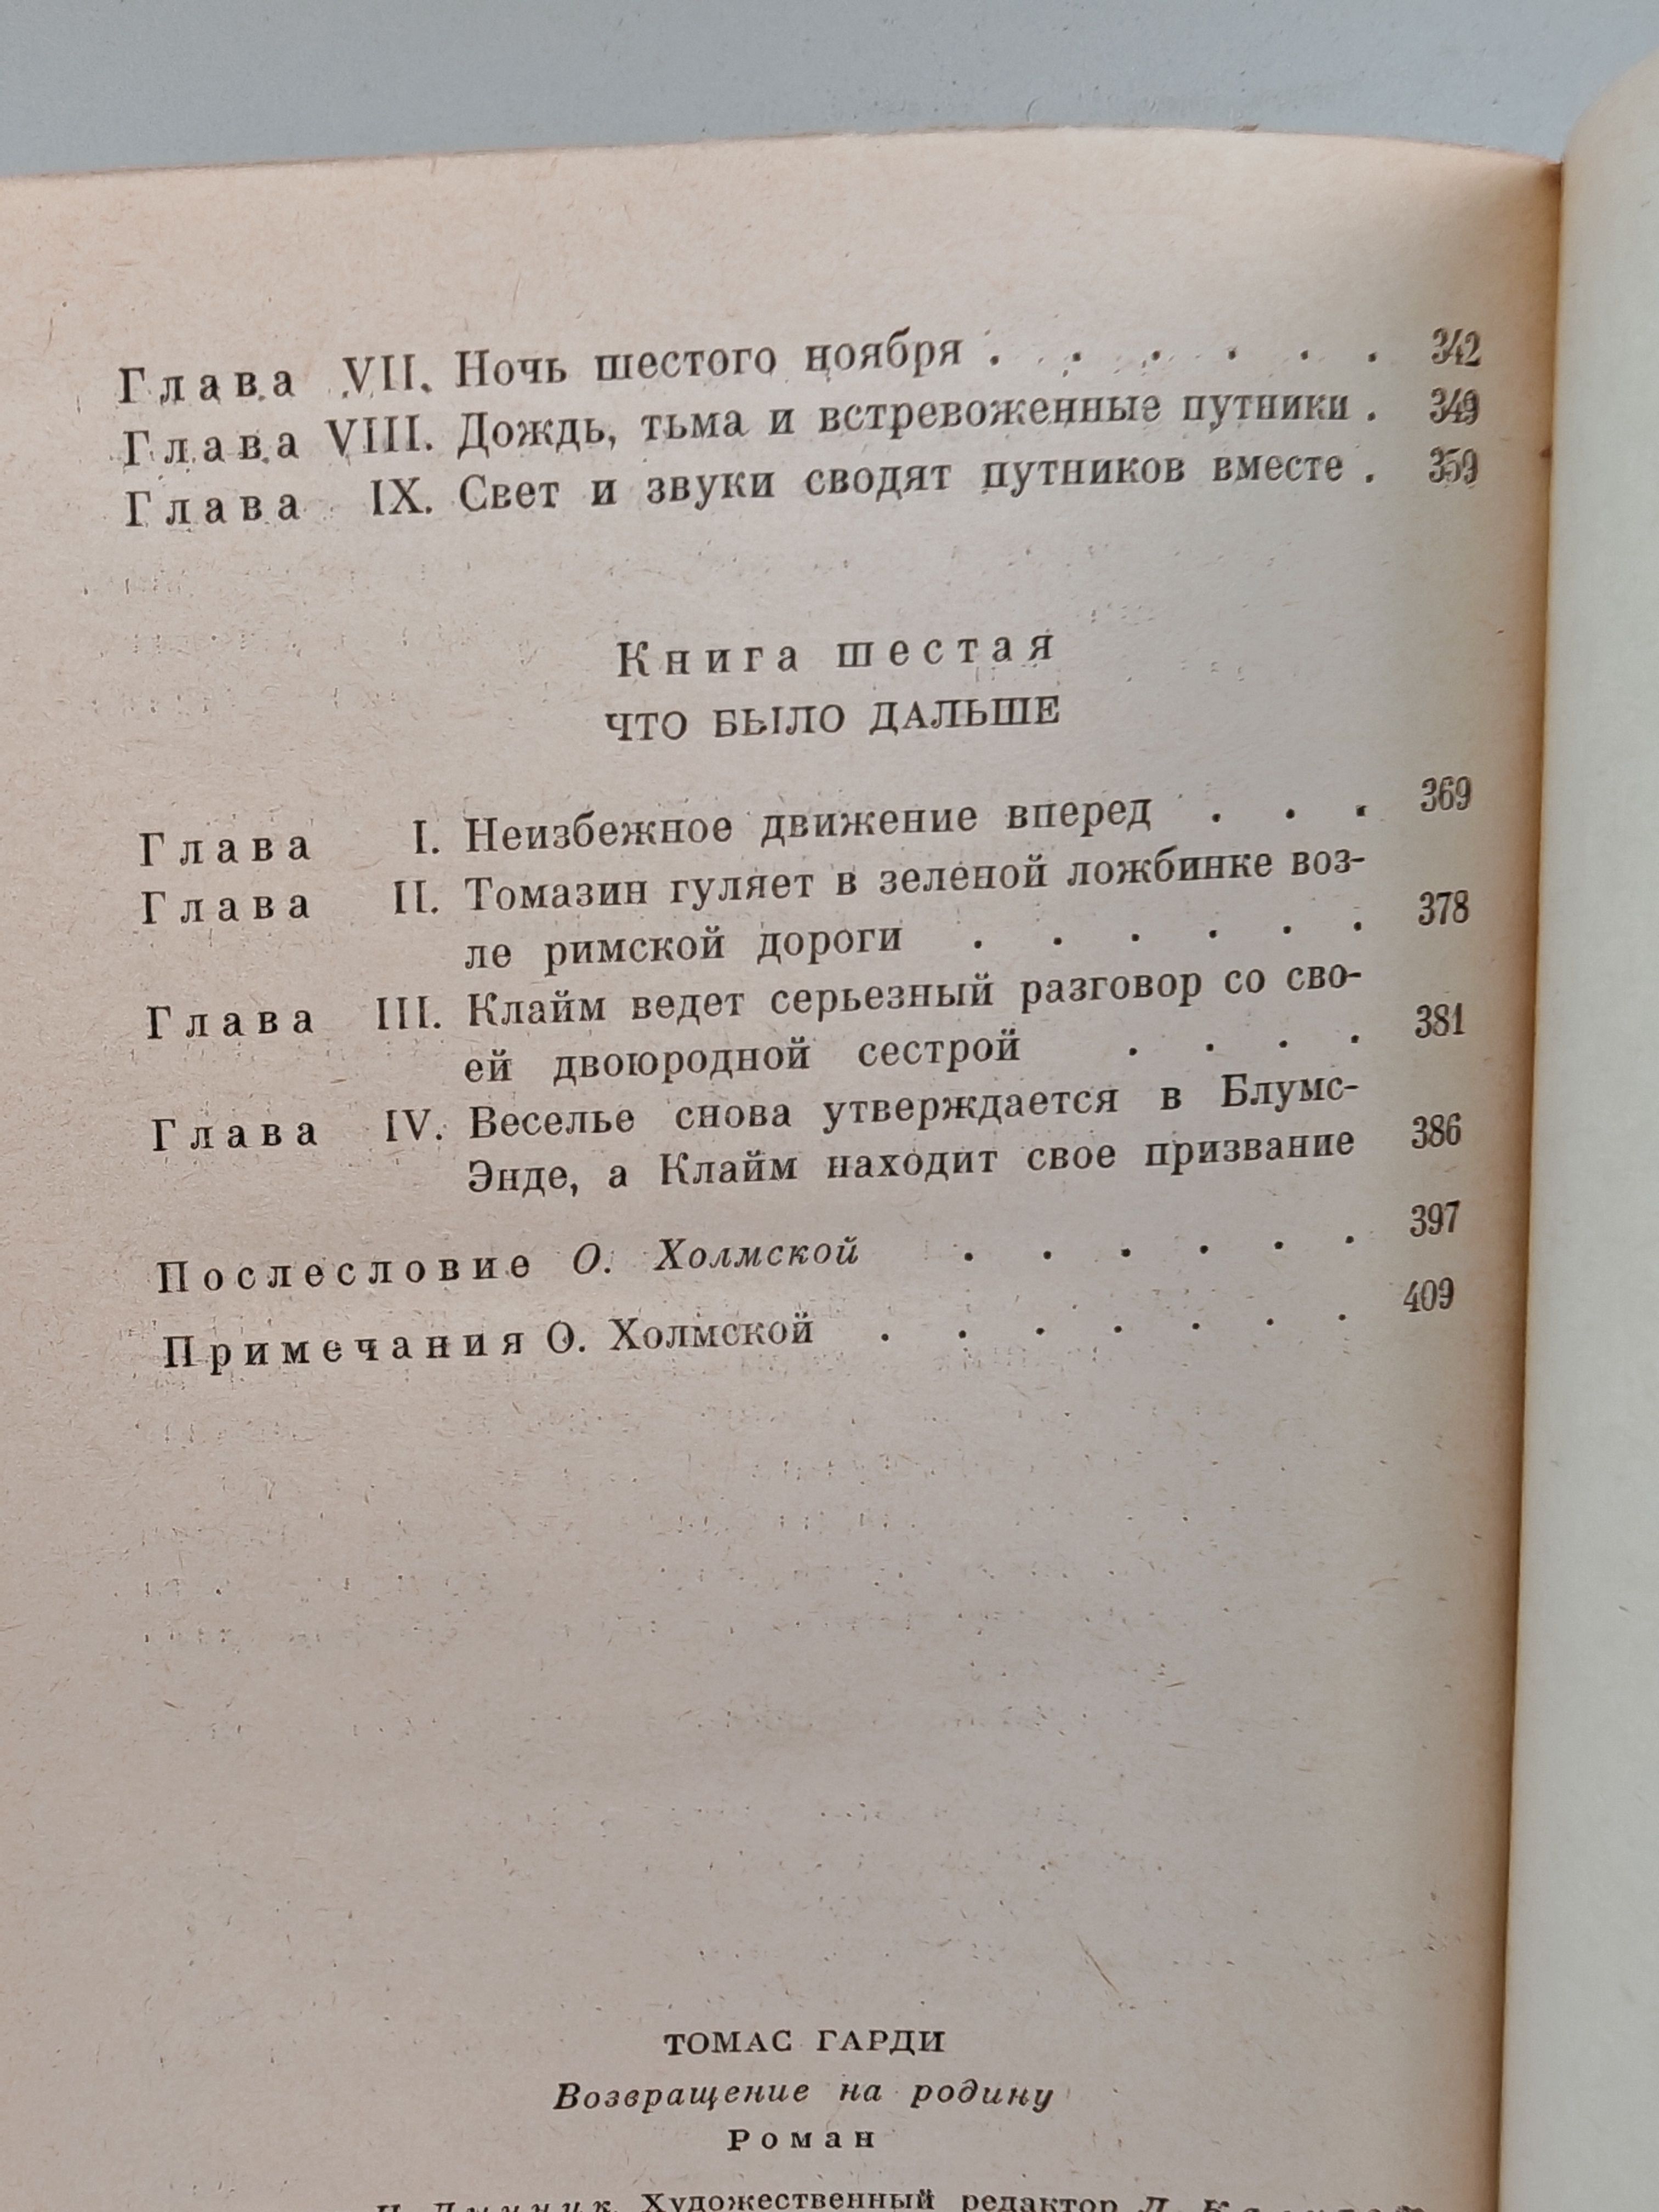 Глава VII. Ночь шестого ноября . . . . . . 342
Глава VIII. Дождь, тьма и встревоженные путники . 349
Глава IX. Свет и звуки сводят путников вместе . 359
Книга шестая
ЧТО БЫЛО ДАЛЬШЕ
Глава I. Неизбежное движение вперед . . . 369
Глава II. Томазин гуляет в зеленой ложбинке воз-
ле римской дороги . . . . . . 378
Глава III. Клайм ведет серьезный разговор со сво-
ей двоюродной сестрой . . . . 381
Глава IV. Веселье снова утверждается в Блумс-
Энде, а Клайм находит свое призвание 386
Послесловие О. Холмской . . . . . . 397
Примечания О. Холмской . . . . . . . 409
ТОМАС ГАРДИ
Возвращение на родину
Роман
Художественный редактор